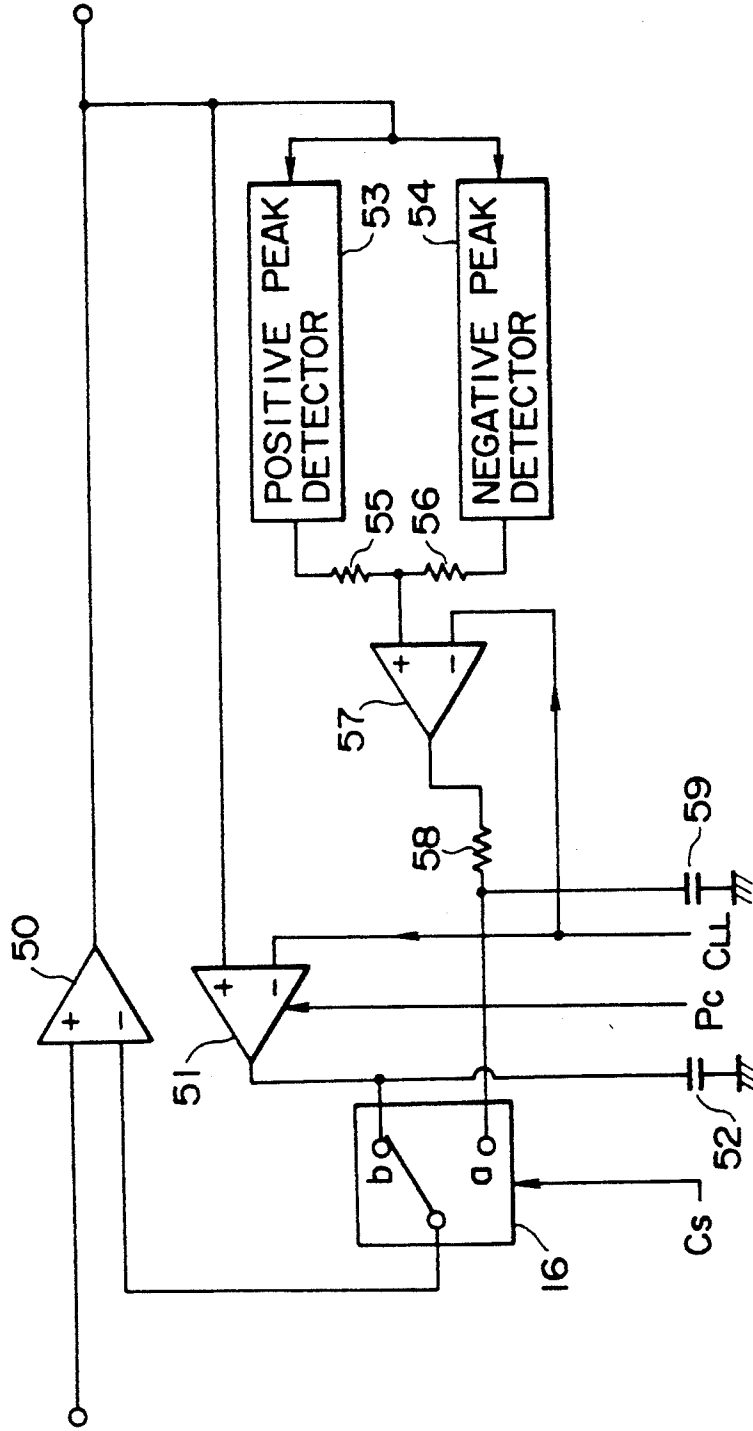 50
+
−
51
+
−
POSITIVE PEAK
DETECTOR
53
55
57
+
−
56
NEGATIVE PEAK
DETECTOR
54
16
b
a
58
Cs
52
Pc
CLL
59